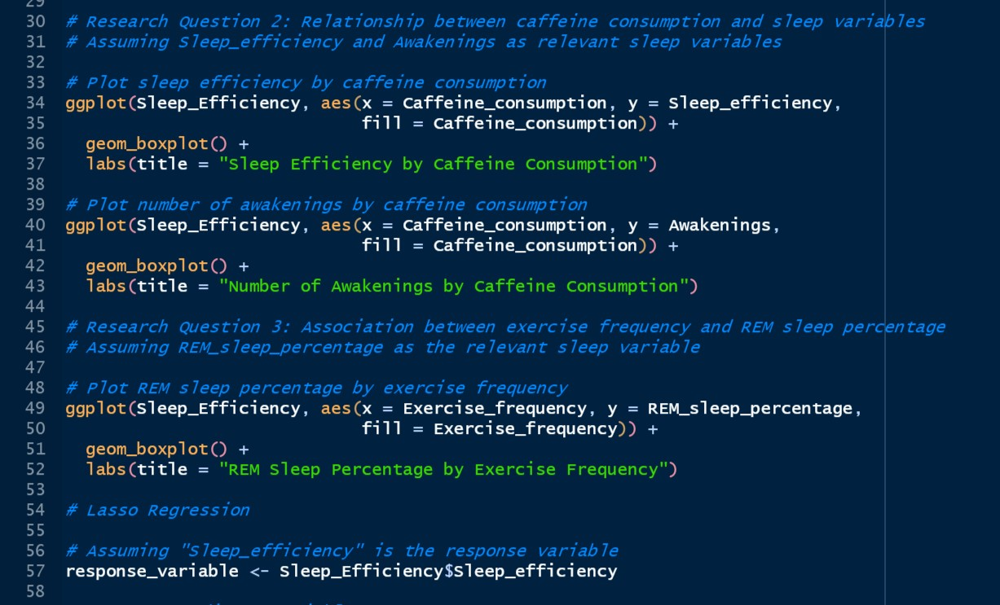 29
30 # Research Question 2: Relationship between caffeine consumption and sleep variables
31 # Assuming Sleep_efficiency and Awakenings as relevant sleep variables
32
33 # Plot sleep efficiency by caffeine consumption
34 ggplot(Sleep_Efficiency, aes(x = Caffeine_consumption, y = Sleep_efficiency,
35                              fill = Caffeine_consumption)) +
36   geom_boxplot() +
37   labs(title = "Sleep Efficiency by Caffeine Consumption")
38
39 # Plot number of awakenings by caffeine consumption
40 ggplot(Sleep_Efficiency, aes(x = Caffeine_consumption, y = Awakenings,
41                              fill = Caffeine_consumption)) +
42   geom_boxplot() +
43   labs(title = "Number of Awakenings by Caffeine Consumption")
44
45 # Research Question 3: Association between exercise frequency and REM sleep percentage
46 # Assuming REM_sleep_percentage as the relevant sleep variable
47
48 # Plot REM sleep percentage by exercise frequency
49 ggplot(Sleep_Efficiency, aes(x = Exercise_frequency, y = REM_sleep_percentage,
50                              fill = Exercise_frequency)) +
51   geom_boxplot() +
52   labs(title = "REM Sleep Percentage by Exercise Frequency")
53
54 # Lasso Regression
55
56 # Assuming "Sleep_efficiency" is the response variable
57 response_variable <- Sleep_Efficiency$Sleep_efficiency
58